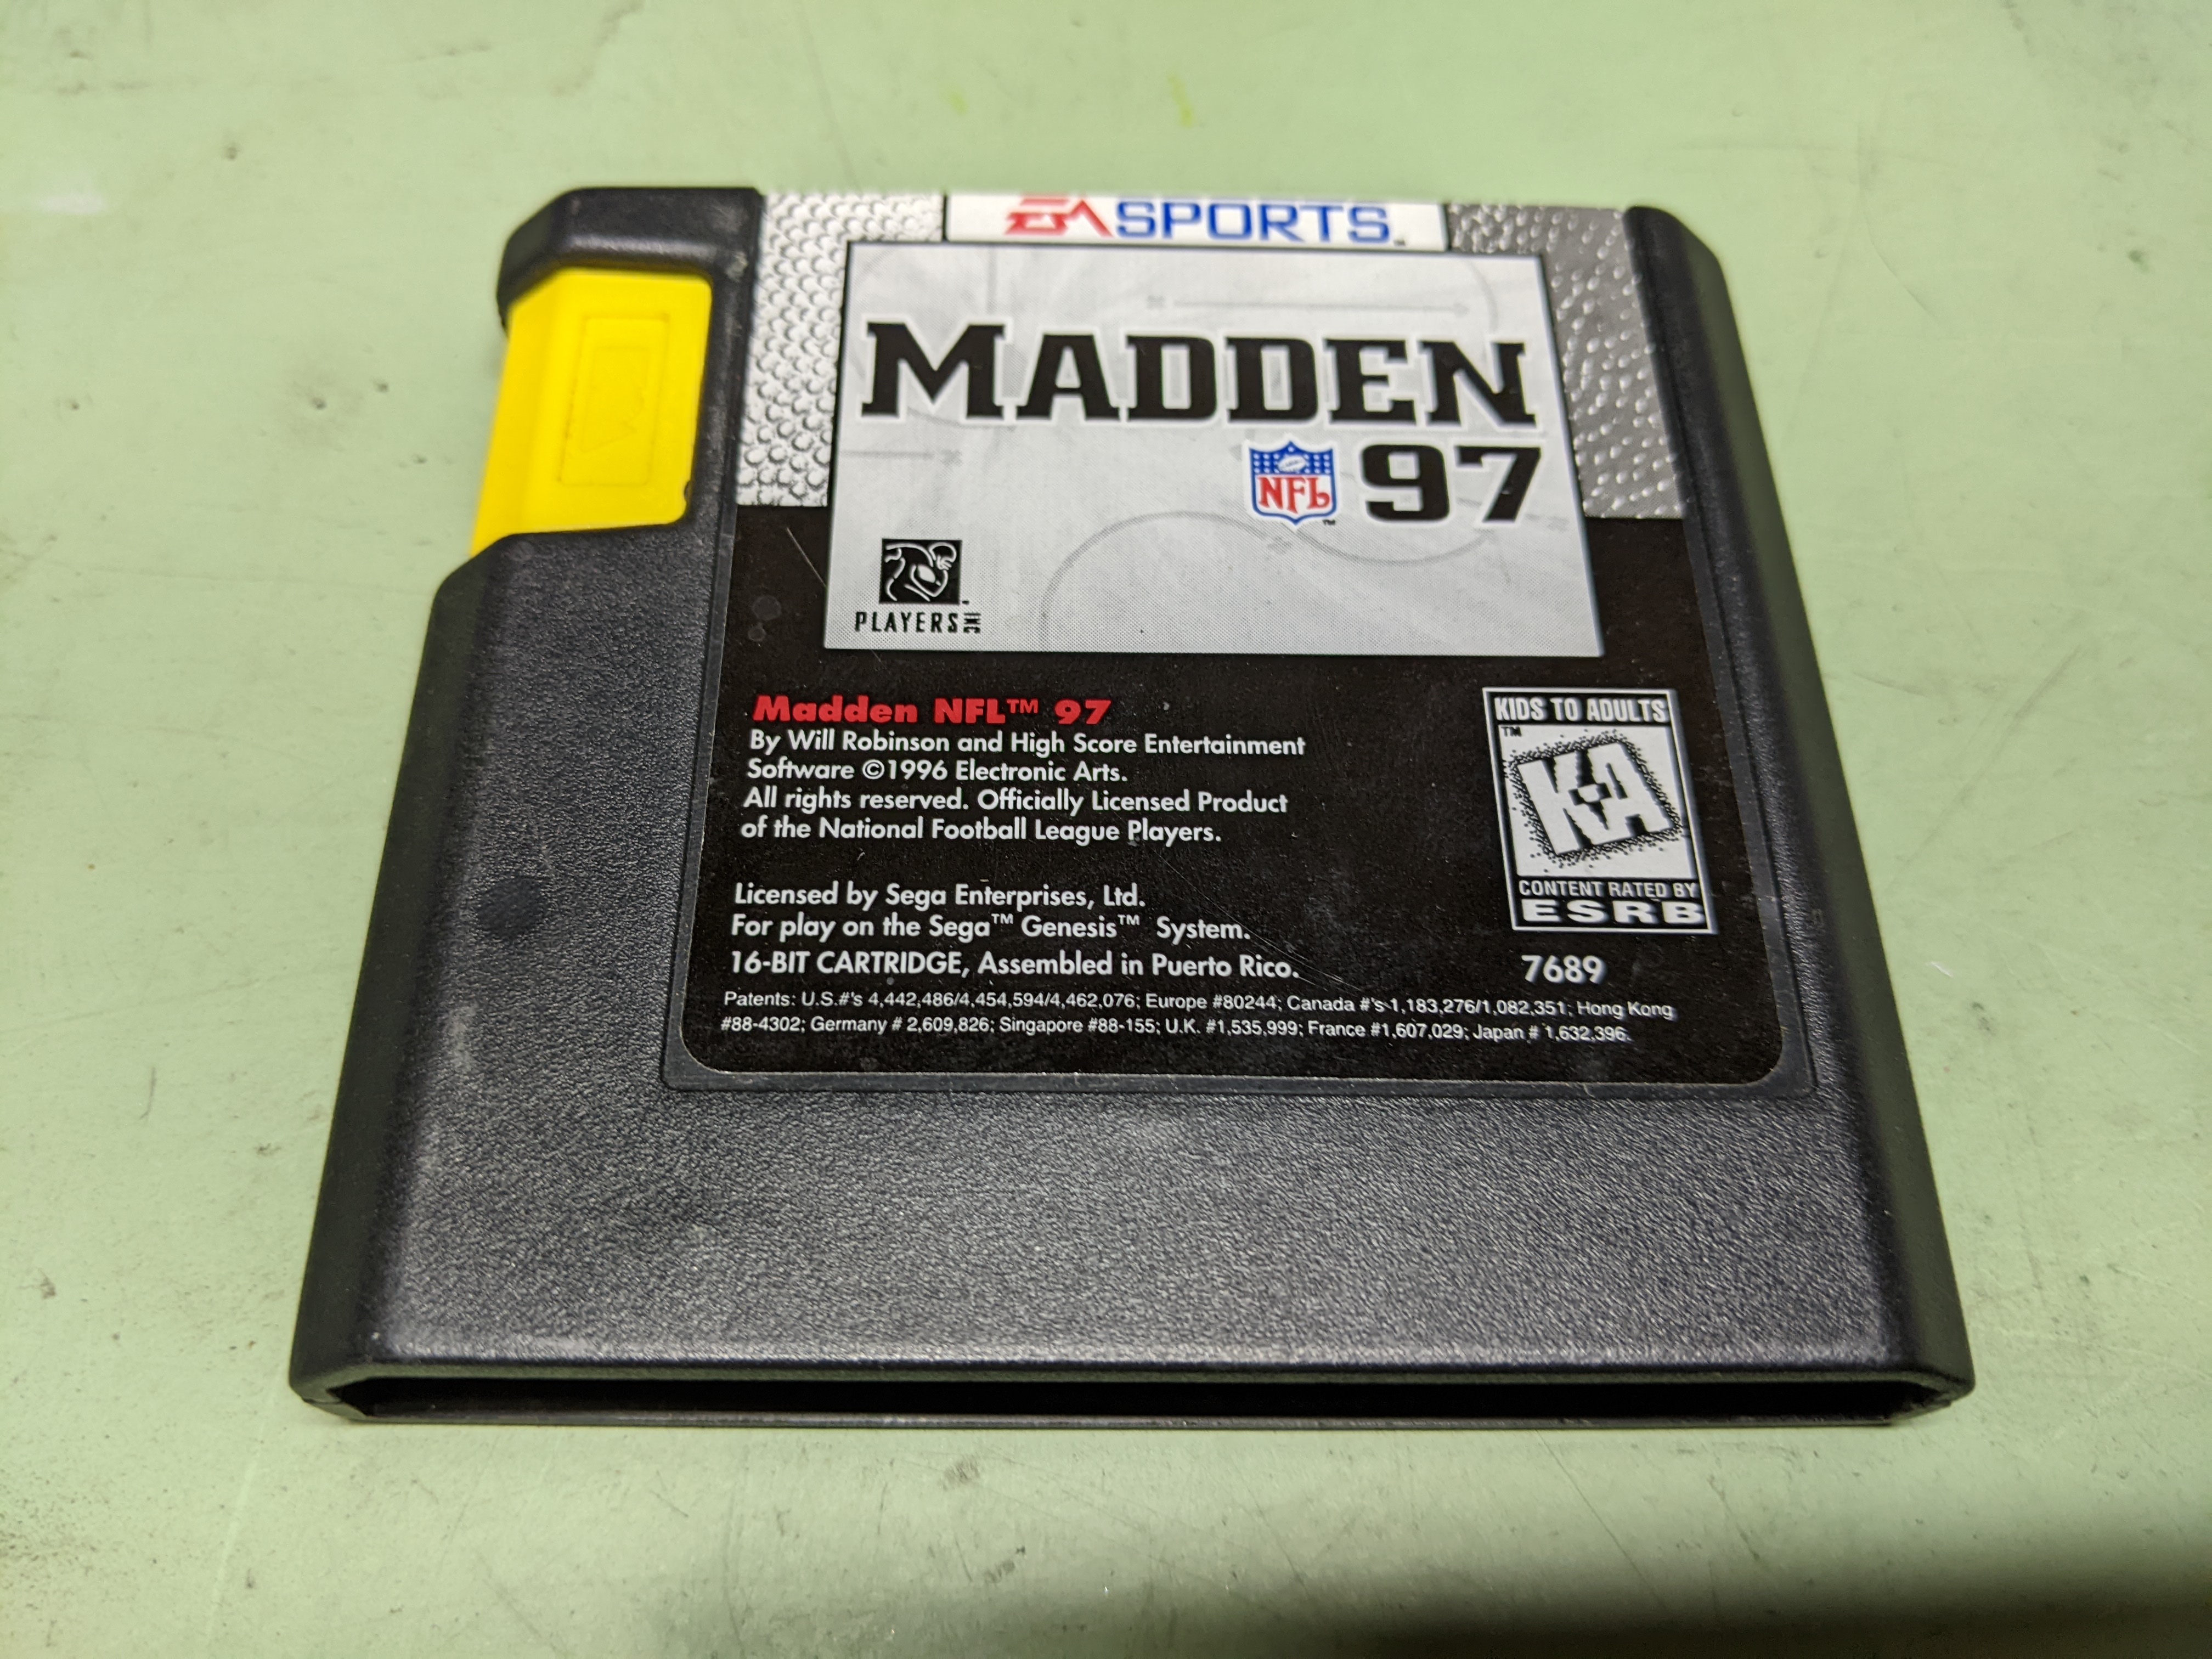 EA SPORTS™
MADDEN
NFL™ 97
PLAYERS INC
Madden NFL™ 97
By Will Robinson and High Score Entertainment
Software ©1996 Electronic Arts.
All rights reserved. Officially Licensed Product
of the National Football League Players.
KIDS TO ADULTS
™
K-A
CONTENT RATED BY
ESRB
Licensed by Sega Enterprises, Ltd.
For play on the Sega™ Genesis™ System.
16-BIT CARTRIDGE, Assembled in Puerto Rico.
7689
Patents: U.S.#'s 4,442,486/4,454,594/4,462,076; Europe #80244; Canada #'s 1,183,276/1,082,351; Hong Kong
#88-4302; Germany # 2,609,826; Singapore #88-155; U.K. #1,535,999; France #1,607,029; Japan # 1,632,396.